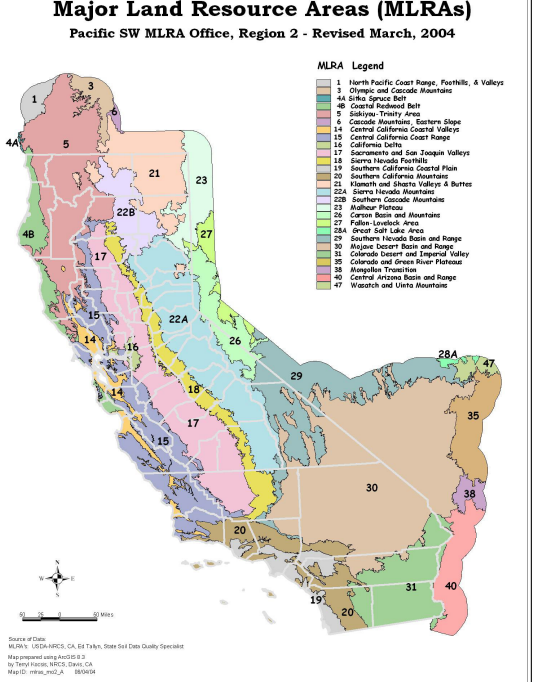 Major Land Resource Areas (MLRAs)
Pacific SW MLRA Office, Region 2 - Revised March, 2004
MLRA Legend
1 North Pacific Coast Range, Foothills, & Valleys
3 Olympic and Cascade Mountains
4A Sitka Spruce Belt
4B Coastal Redwood Belt
5 Siskiyou-Trinity Area
6 Cascade Mountains, Eastern Slope
14 Central California Coastal Valleys
15 Central California Coast Range
16 California Delta
17 Sacramento and San Joaquin Valleys
18 Sierra Nevada Foothills
19 Southern California Coastal Plain
20 Southern California Mountains
21 Klamath and Shasta Valleys & Buttes
22A Sierra Nevada Mountains
22B Southern Cascade Mountains
23 Malheur Plateau
26 Carson Basin and Mountains
27 Fallon-Lovelock Area
28A Great Salt Lake Area
29 Southern Nevada Basin and Range
30 Mojave Desert Basin and Range
31 Colorado Desert and Imperial Valley
35 Colorado and Green River Plateaus
38 Mongollon Transition
40 Central Arizona Basin and Range
47 Wasatch and Uinta Mountains
3
1
6
4A
5
21
23
22B
4B
27
17
15
22A
14
16
26
28A
47
29
18
14
35
17
15
30
38
20
31
40
19
20
N
W E
S
50 25 0 50 Miles
Source of Data:
MLRA's: USDA-NRCS, CA, Ed Tallyn, State Soil Data Quality Specialist
Map prepared using ArcGIS 8.3
by Terryl Kocsis, NRCS, Davis, CA
Map ID: mlras_mo2_A 06/04/04